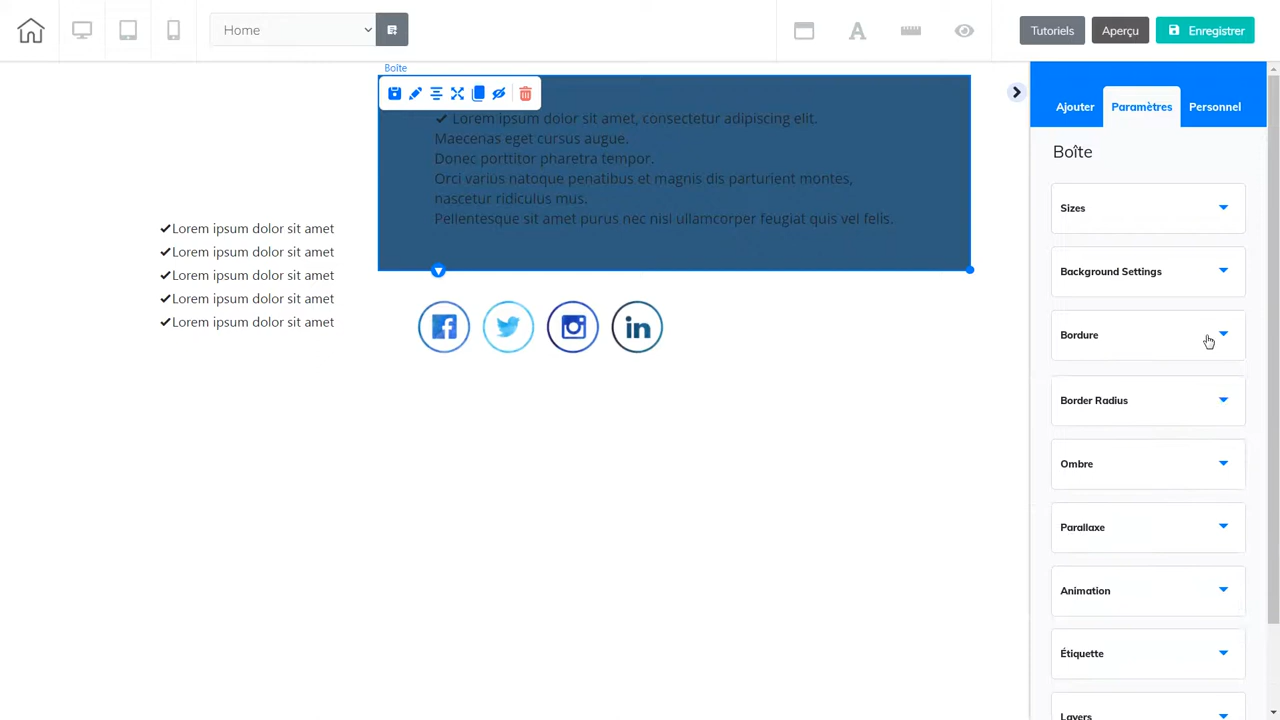 Home
Tutoriels
Aperçu
Enregistrer
Boîte
Ajouter
Paramètres
Personnel
✔ Lorem ipsum dolor sit amet, consectetur adipiscing elit.
Maecenas eget cursus augue.
Donec porttitor pharetra tempor.
Orci varius natoque penatibus et magnis dis parturient montes,
nascetur ridiculus mus.
Pellentesque sit amet purus nec nisl ullamcorper feugiat quis vel felis.
✔Lorem ipsum dolor sit amet
✔Lorem ipsum dolor sit amet
✔Lorem ipsum dolor sit amet
✔Lorem ipsum dolor sit amet
✔Lorem ipsum dolor sit amet
Boîte
Sizes
Background Settings
Bordure
Border Radius
Ombre
Parallaxe
Animation
Étiquette
Layers